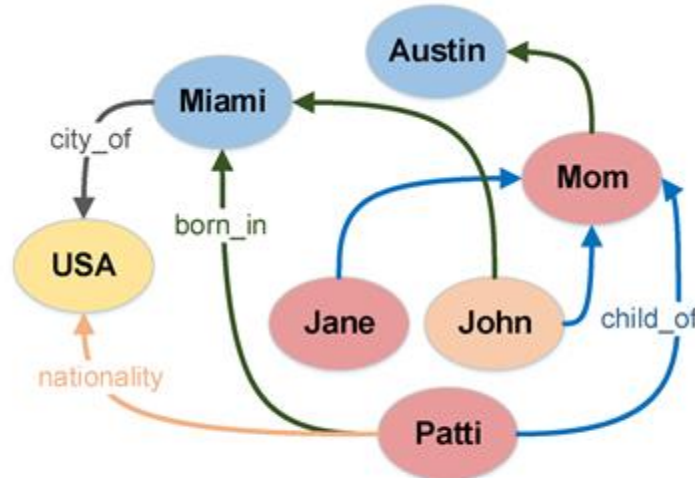 Austin
Miami
city_of
Mom
born_in
USA
Jane
John
child_of
nationality
Patti